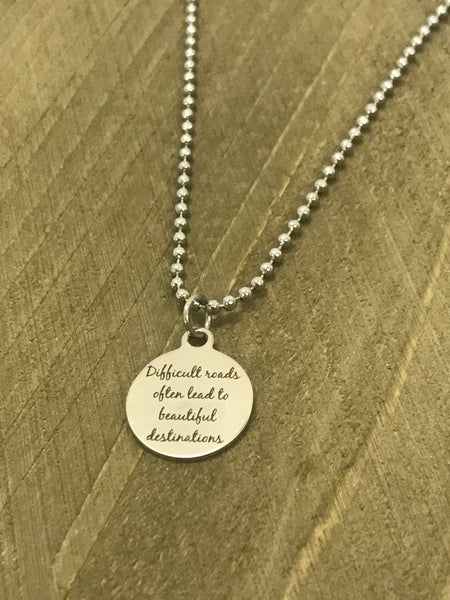 Difficult roads
often lead to
beautiful
destinations